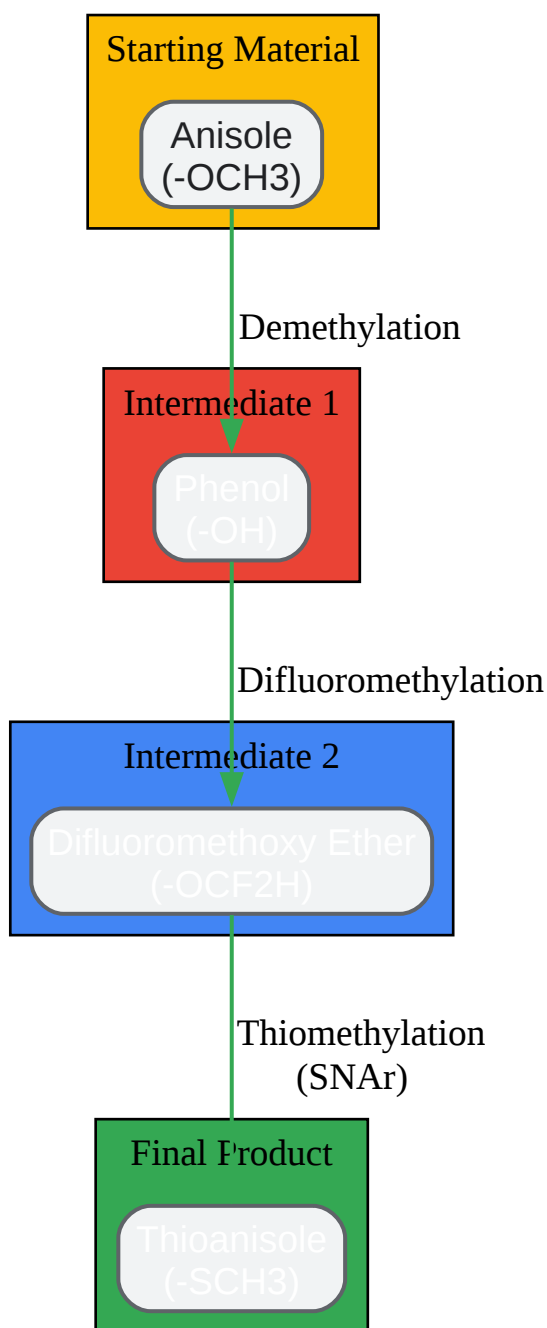 Starting Material
Anisole
(-OCH3)
Demethylation
Intermediate 1
Phenol
(-OH)
Difluoromethylation
Intermediate 2
Difluoromethoxy Ether
(-OCF2H)
Thiomethylation
(SNAr)
Final Product
Thioanisole
(-SCH3)